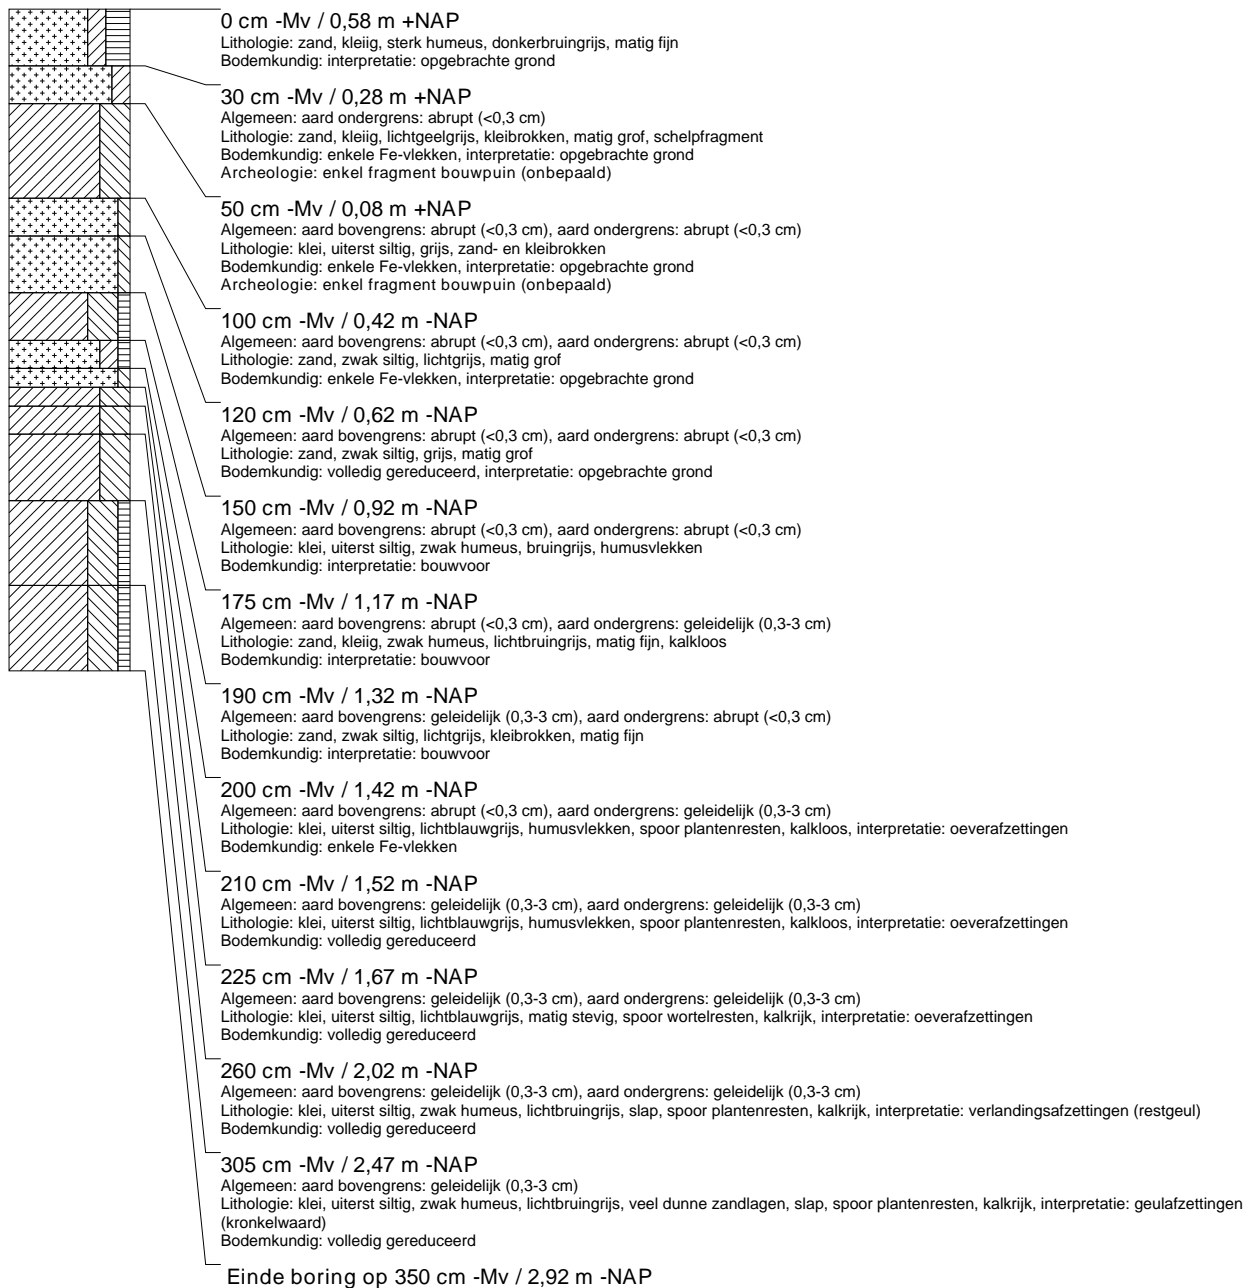 0 cm -Mv / 0,58 m +NAP
Lithologie: zand, kleiig, sterk humeus, donkerbruingrijs, matig fijn
Bodemkundig: interpretatie: opgebrachte grond
30 cm -Mv / 0,28 m +NAP
Algemeen: aard ondergrens: abrupt (<0,3 cm)
Lithologie: zand, kleiig, lichtgeelgrijs, kleibrokken, matig grof, schelpfragment
Bodemkundig: enkele Fe-vlekken, interpretatie: opgebrachte grond
Archeologie: enkel fragment bouwpuin (onbepaald)
50 cm -Mv / 0,08 m +NAP
Algemeen: aard bovengrens: abrupt (<0,3 cm), aard ondergrens: abrupt (<0,3 cm)
Lithologie: klei, uiterst siltig, grijs, zand- en kleibrokken
Bodemkundig: enkele Fe-vlekken, interpretatie: opgebrachte grond
Archeologie: enkel fragment bouwpuin (onbepaald)
100 cm -Mv / 0,42 m -NAP
Algemeen: aard bovengrens: abrupt (<0,3 cm), aard ondergrens: abrupt (<0,3 cm)
Lithologie: zand, zwak siltig, lichtgrijs, matig grof
Bodemkundig: enkele Fe-vlekken, interpretatie: opgebrachte grond
120 cm -Mv / 0,62 m -NAP
Algemeen: aard bovengrens: abrupt (<0,3 cm), aard ondergrens: abrupt (<0,3 cm)
Lithologie: zand, zwak siltig, grijs, matig grof
Bodemkundig: volledig gereduceerd, interpretatie: opgebrachte grond
150 cm -Mv / 0,92 m -NAP
Algemeen: aard bovengrens: abrupt (<0,3 cm), aard ondergrens: abrupt (<0,3 cm)
Lithologie: klei, uiterst siltig, zwak humeus, bruingrijs, humusvlekken
Bodemkundig: interpretatie: bouwvoor
175 cm -Mv / 1,17 m -NAP
Algemeen: aard bovengrens: abrupt (<0,3 cm), aard ondergrens: geleidelijk (0,3-3 cm)
Lithologie: zand, kleiig, zwak humeus, lichtbruingrijs, matig fijn, kalkloos
Bodemkundig: interpretatie: bouwvoor
190 cm -Mv / 1,32 m -NAP
Algemeen: aard bovengrens: geleidelijk (0,3-3 cm), aard ondergrens: abrupt (<0,3 cm)
Lithologie: zand, zwak siltig, lichtgrijs, kleibrokken, matig fijn
Bodemkundig: interpretatie: bouwvoor
200 cm -Mv / 1,42 m -NAP
Algemeen: aard bovengrens: abrupt (<0,3 cm), aard ondergrens: geleidelijk (0,3-3 cm)
Lithologie: klei, uiterst siltig, lichtblauwgrijs, humusvlekken, spoor plantenresten, kalkloos, interpretatie: oeverafzettingen
Bodemkundig: enkele Fe-vlekken
210 cm -Mv / 1,52 m -NAP
Algemeen: aard bovengrens: geleidelijk (0,3-3 cm), aard ondergrens: geleidelijk (0,3-3 cm)
Lithologie: klei, uiterst siltig, lichtblauwgrijs, humusvlekken, spoor plantenresten, kalkloos, interpretatie: oeverafzettingen
Bodemkundig: volledig gereduceerd
225 cm -Mv / 1,67 m -NAP
Algemeen: aard bovengrens: geleidelijk (0,3-3 cm), aard ondergrens: geleidelijk (0,3-3 cm)
Lithologie: klei, uiterst siltig, lichtblauwgrijs, matig stevig, spoor wortelresten, kalkrijk, interpretatie: oeverafzettingen
Bodemkundig: volledig gereduceerd
260 cm -Mv / 2,02 m -NAP
Algemeen: aard bovengrens: geleidelijk (0,3-3 cm), aard ondergrens: geleidelijk (0,3-3 cm)
Lithologie: klei, uiterst siltig, zwak humeus, lichtbruingrijs, slap, spoor plantenresten, kalkrijk, interpretatie: verlandingsafzettingen (restgeul)
Bodemkundig: volledig gereduceerd
305 cm -Mv / 2,47 m -NAP
Algemeen: aard bovengrens: geleidelijk (0,3-3 cm)
Lithologie: klei, uiterst siltig, zwak humeus, lichtbruingrijs, veel dunne zandlagen, slap, spoor plantenresten, kalkrijk, interpretatie: geulafzettingen
(kronkelwaard)
Bodemkundig: volledig gereduceerd
Einde boring op 350 cm -Mv / 2,92 m -NAP